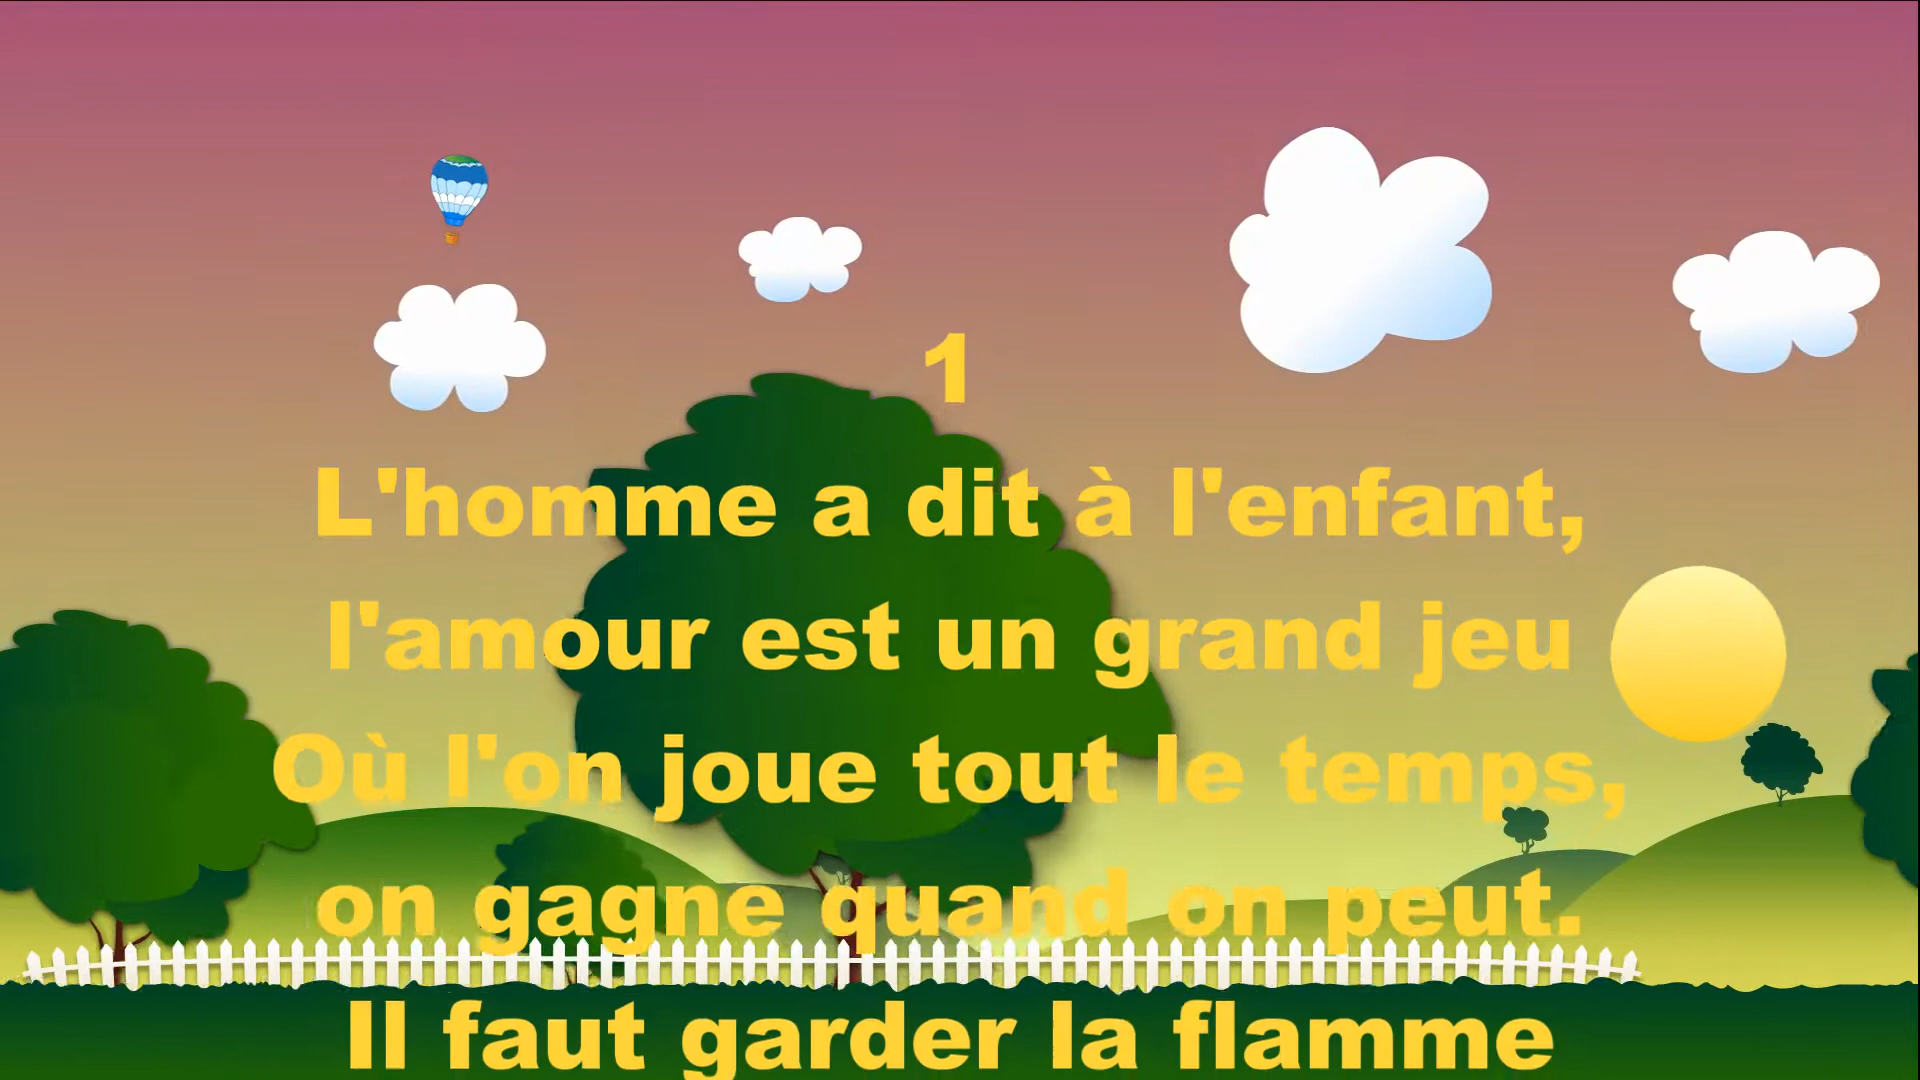 1
L'homme a dit à l'enfant,
l'amour est un grand jeu
Où l'on joue tout le temps,
on gagne quand on peut.
Il faut garder la flamme